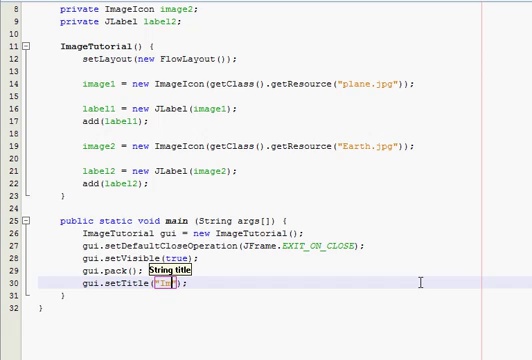 8 private ImageIcon image2;
9 private JLabel label2;
10
11 ImageTutorial() {
12 setLayout(new FlowLayout());
13
14 image1 = new ImageIcon(getClass().getResource("plane.jpg"));
15
16 label1 = new JLabel(image1);
17 add(label1);
18
19 image2 = new ImageIcon(getClass().getResource("Earth.jpg"));
20
21 label2 = new JLabel(image2);
22 add(label2);
23 }
24
25 public static void main (String args[]) {
26 ImageTutorial gui = new ImageTutorial();
27 gui.setDefaultCloseOperation(JFrame.EXIT_ON_CLOSE);
28 gui.setVisible(true);
29 gui.pack(); String title
30 gui.setTitle("Im");
31 }
32 }